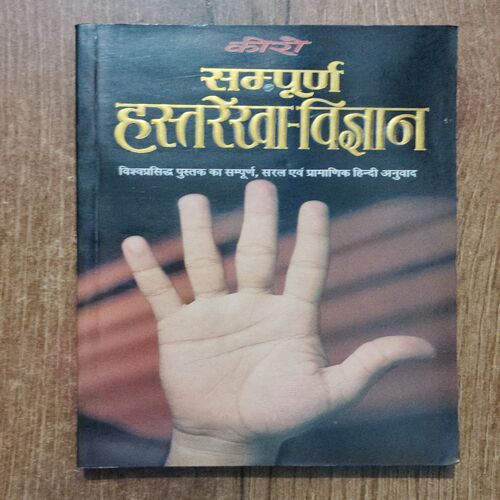 कीरो
सम्पूर्ण
हस्तरेखा-विज्ञान
विश्वप्रसिद्ध पुस्तक का सम्पूर्ण, सरल एवं प्रामाणिक हिन्दी अनुवाद